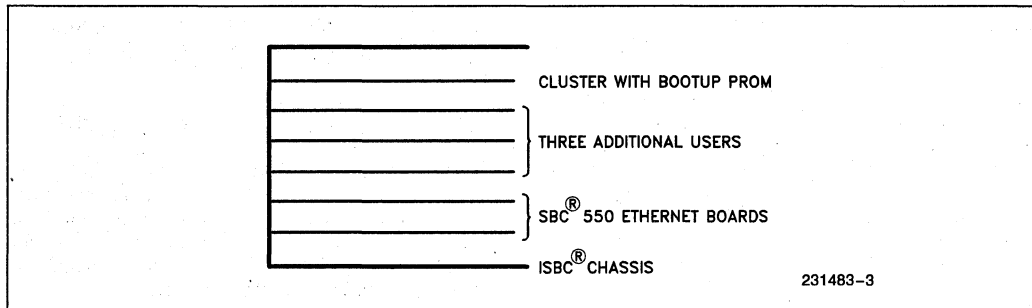 CLUSTER WITH BOOTUP PROM
THREE ADDITIONAL USERS
SBC® 550 ETHERNET BOARDS
ISBC® CHASSIS
231483-3